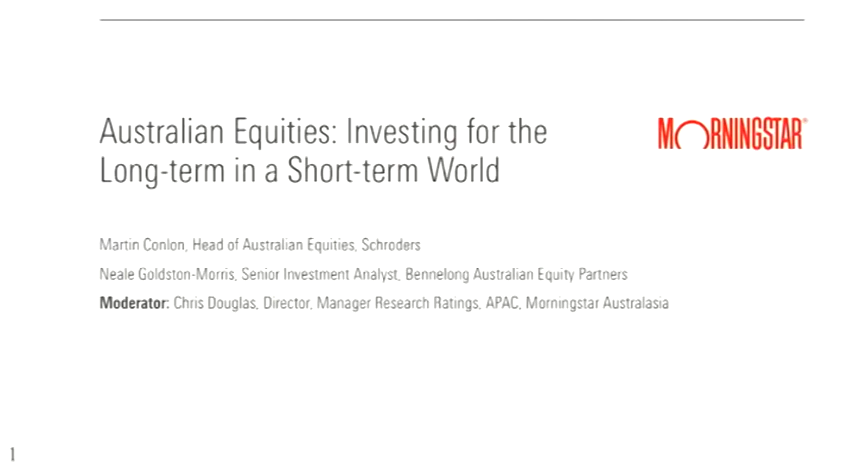 Australian Equities: Investing for the
Long-term in a Short-term World
MORNINGSTAR®
Martin Conlon, Head of Australian Equities, Schroders
Neale Goldston-Morris, Senior Investment Analyst, Bennelong Australian Equity Partners
Moderator: Chris Douglas, Director, Manager Research Ratings, APAC, Morningstar Australasia
1